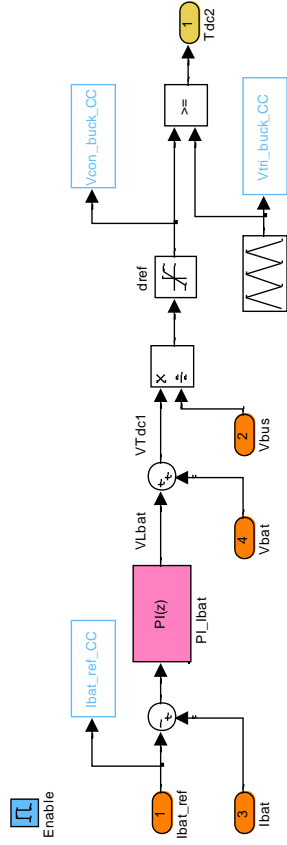 Enable
Ibat_ref_CC
1
Ibat_ref
3
Ibat
PI(z)
PI_Ibat
VLbat
4
Vbat
VTdc1
2
Vbus
×
÷
dref
Vcon_buck_CC
Vtri_buck_CC
>=
1
Tdc2